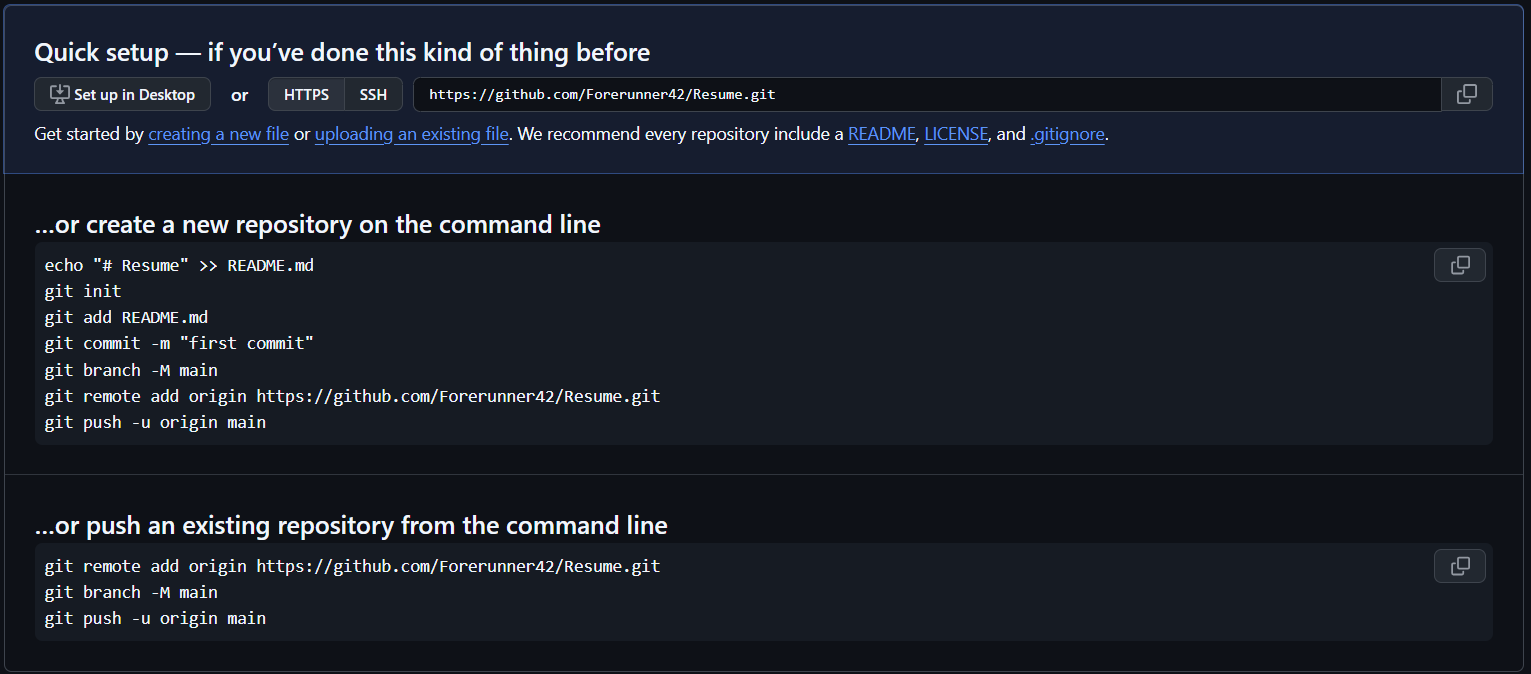 Quick setup — if you’ve done this kind of thing before
Set up in Desktop or HTTPS SSH https://github.com/Forerunner42/Resume.git
Get started by creating a new file or uploading an existing file. We recommend every repository include a README, LICENSE, and .gitignore.
…or create a new repository on the command line
echo "# Resume" >> README.md
git init
git add README.md
git commit -m "first commit"
git branch -M main
git remote add origin https://github.com/Forerunner42/Resume.git
git push -u origin main
…or push an existing repository from the command line
git remote add origin https://github.com/Forerunner42/Resume.git
git branch -M main
git push -u origin main